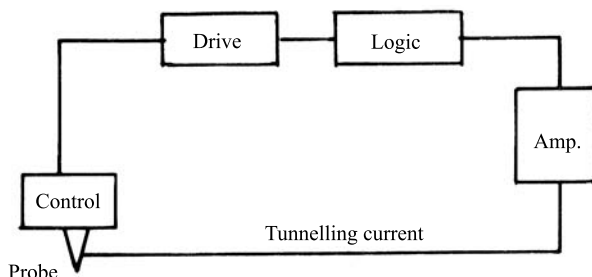 Drive
Logic
Amp.
Control
Tunnelling current
Probe